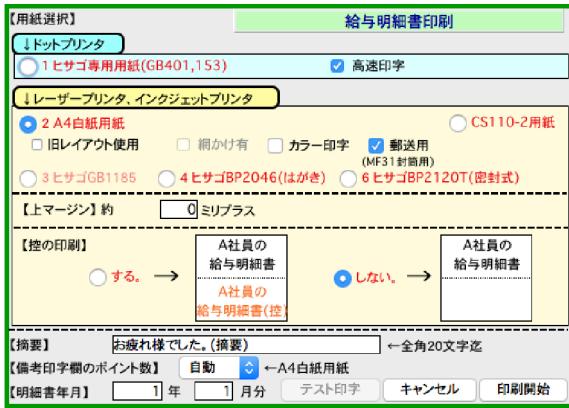 【用紙選択】 給与明細書印刷
↓ドットプリンタ
1 ヒサゴ専用用紙(GB401,153) 高速印字
↓レーザープリンタ、インクジェットプリンタ
2 A4白紙用紙 CS110-2用紙
旧レイアウト使用 網かけ有 カラー印字 郵送用
(MF31封筒用)
3 ヒサゴGB1185 4 ヒサゴBP2046(はがき) 6 ヒサゴBP2120T(密封式)
【上マージン】約 0 ミリプラス
【控の印刷】 A社員の A社員の
給与明細書 給与明細書
する。 → しない。 →
A社員の
給与明細書(控)
【摘要】 お疲れ様でした。(摘要) ←全角20文字迄
【備考印字欄のポイント数】 自動 ←A4白紙用紙
【明細書年月】 1 年 1 月分 テスト印字 キャンセル 印刷開始